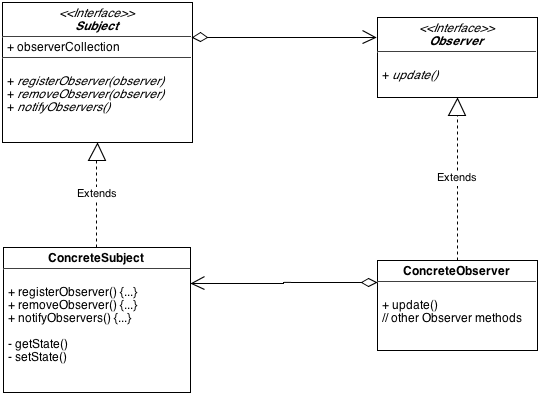 <<Interface>>
Subject
+ observerCollection
+ registerObserver(observer)
+ removeObserver(observer)
+ notifyObservers()
<<Interface>>
Observer
+ update()
Extends
Extends
ConcreteSubject
+ registerObserver() {...}
+ removeObserver() {...}
+ notifyObservers() {...}
- getState()
- setState()
ConcreteObserver
+ update()
// other Observer methods